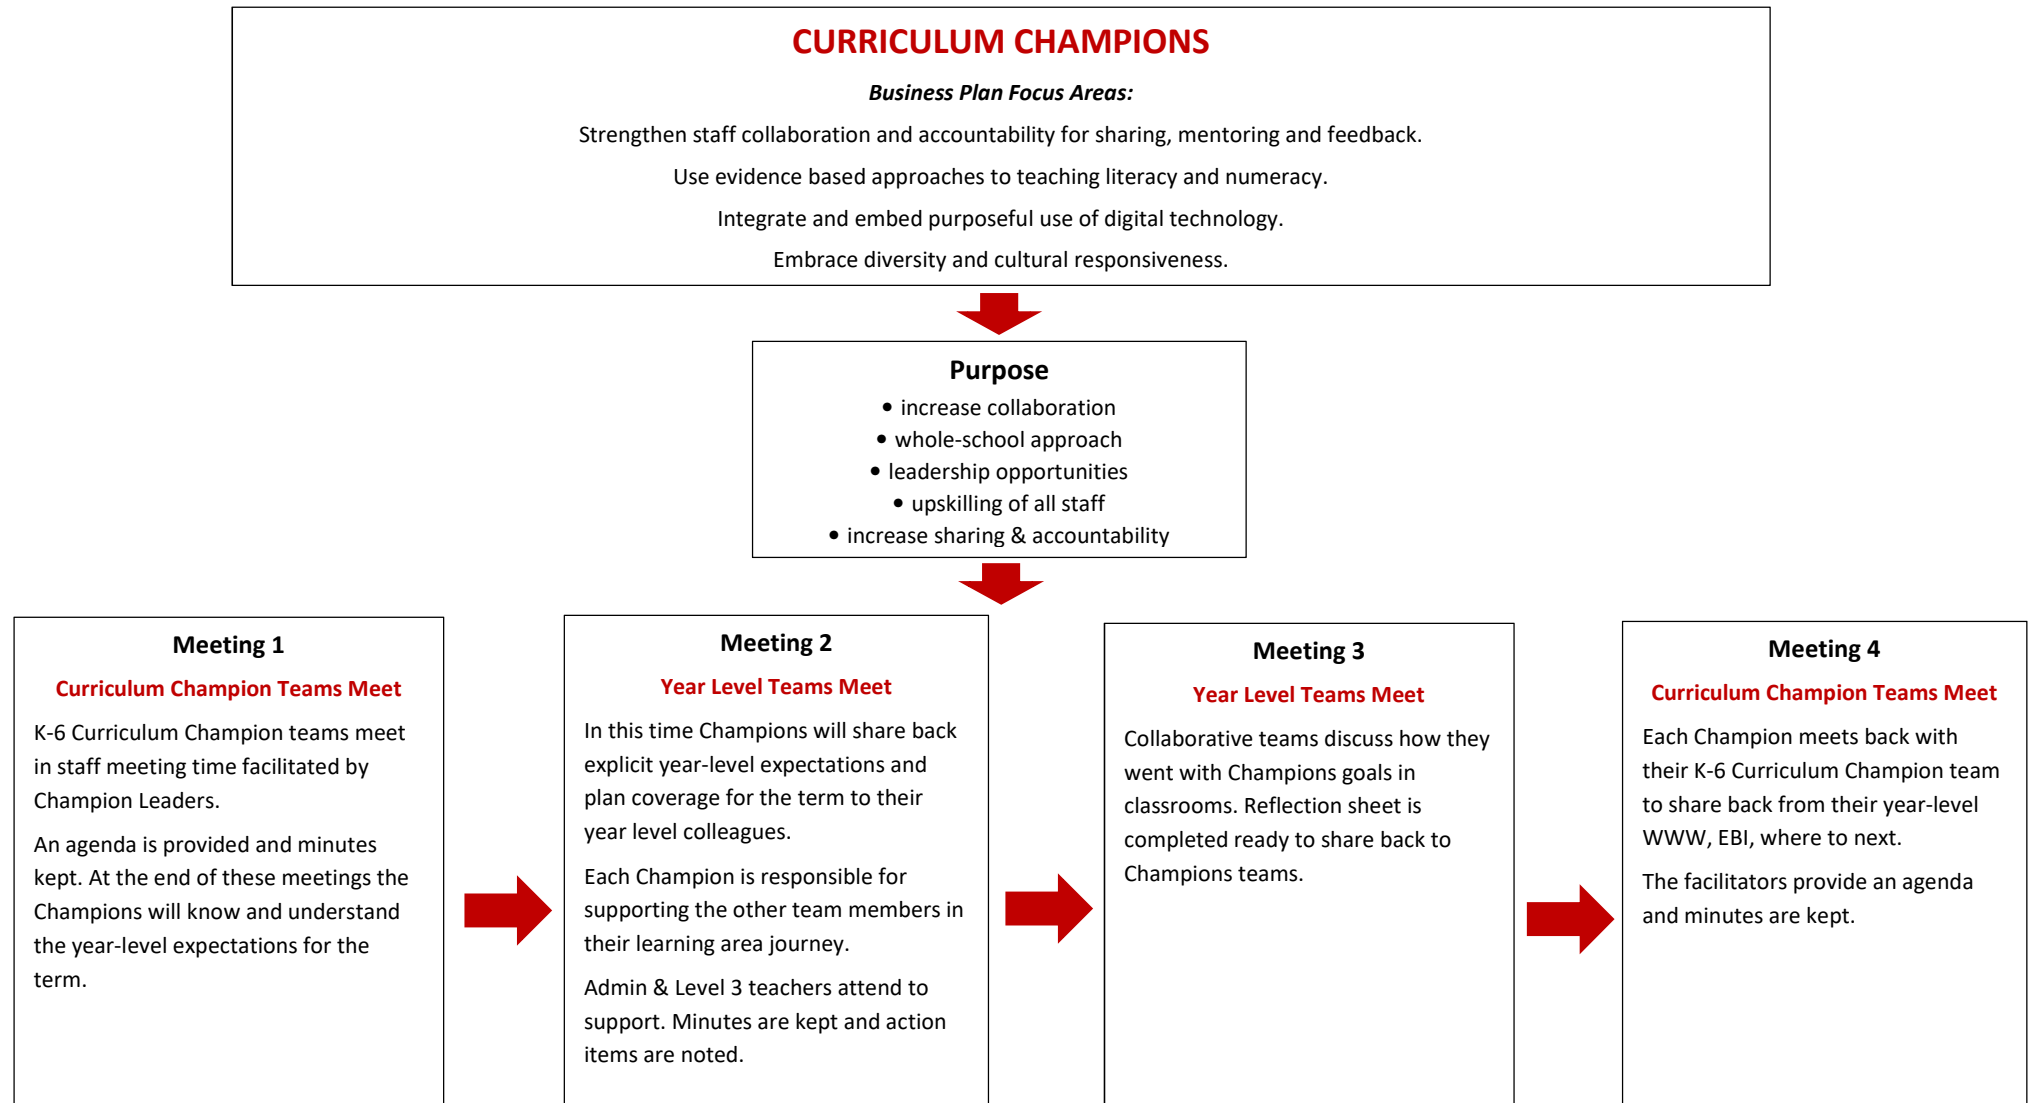 CURRICULUM CHAMPIONS
Business Plan Focus Areas:
Strengthen staff collaboration and accountability for sharing, mentoring and feedback.
Use evidence based approaches to teaching literacy and numeracy.
Integrate and embed purposeful use of digital technology.
Embrace diversity and cultural responsiveness.
Purpose
• increase collaboration
• whole-school approach
• leadership opportunities
• upskilling of all staff
• increase sharing & accountability
Meeting 1
Curriculum Champion Teams Meet
K-6 Curriculum Champion teams meet
in staff meeting time facilitated by
Champion Leaders.
An agenda is provided and minutes
kept. At the end of these meetings the
Champions will know and understand
the year-level expectations for the
term.
Meeting 2
Year Level Teams Meet
In this time Champions will share back
explicit year-level expectations and
plan coverage for the term to their
year level colleagues.
Each Champion is responsible for
supporting the other team members in
their learning area journey.
Admin & Level 3 teachers attend to
support. Minutes are kept and action
items are noted.
Meeting 3
Year Level Teams Meet
Collaborative teams discuss how they
went with Champions goals in
classrooms. Reflection sheet is
completed ready to share back to
Champions teams.
Meeting 4
Curriculum Champion Teams Meet
Each Champion meets back with
their K-6 Curriculum Champion team
to share back from their year-level
WWW, EBI, where to next.
The facilitators provide an agenda
and minutes are kept.